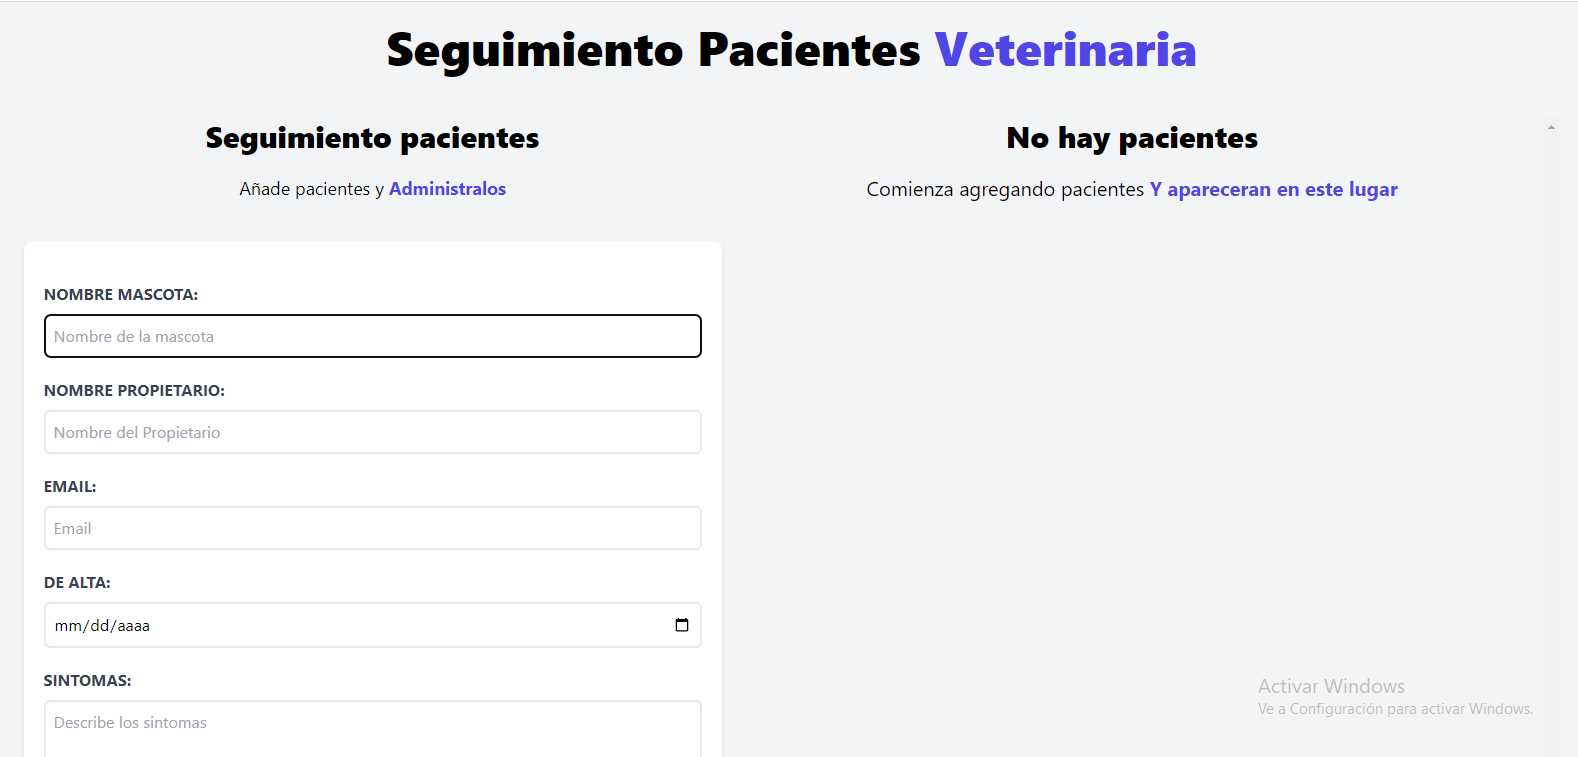 Seguimiento Pacientes Veterinaria
Seguimiento pacientes
Añade pacientes y Administralos
NOMBRE MASCOTA:
Nombre de la mascota
NOMBRE PROPIETARIO:
Nombre del Propietario
EMAIL:
Email
DE ALTA:
mm/dd/aaaa
SINTOMAS:
Describe los sintomas
No hay pacientes
Comienza agregando pacientes Y apareceran en este lugar
Activar Windows
Ve a Configuración para activar Windows.